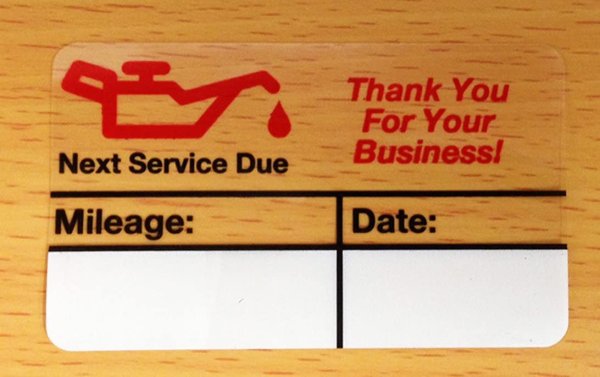 Thank You
For Your
Business!
Next Service Due
Mileage:
Date: